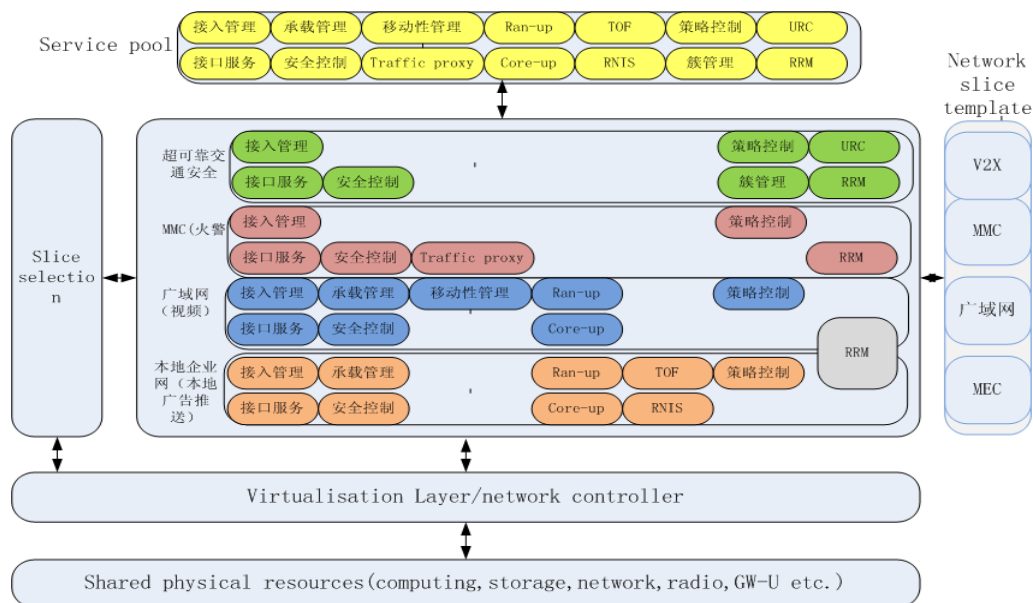 Service pool
接入管理 承载管理 移动性管理 Ran-up TOF 策略控制 URC
接口服务 安全控制 Traffic proxy Core-up RNIS 簇管理 RRM
Network
slice
template
V2X
MMC
广域网
MEC
Slice
selectio
n
超可靠交
通安全
接入管理 策略控制 URC
接口服务 安全控制 簇管理 RRM
MMC(火警
接入管理 策略控制
接口服务 安全控制 Traffic proxy RRM
广域网
（视频）
接入管理 承载管理 移动性管理 Ran-up 策略控制
接口服务 安全控制 Core-up
RRM
本地企业
网（本地
广告推
送）
接入管理 承载管理 Ran-up TOF 策略控制
接口服务 安全控制 Core-up RNIS
Virtualisation Layer/network controller
Shared physical resources(computing,storage,network,radio,GW-U etc.)